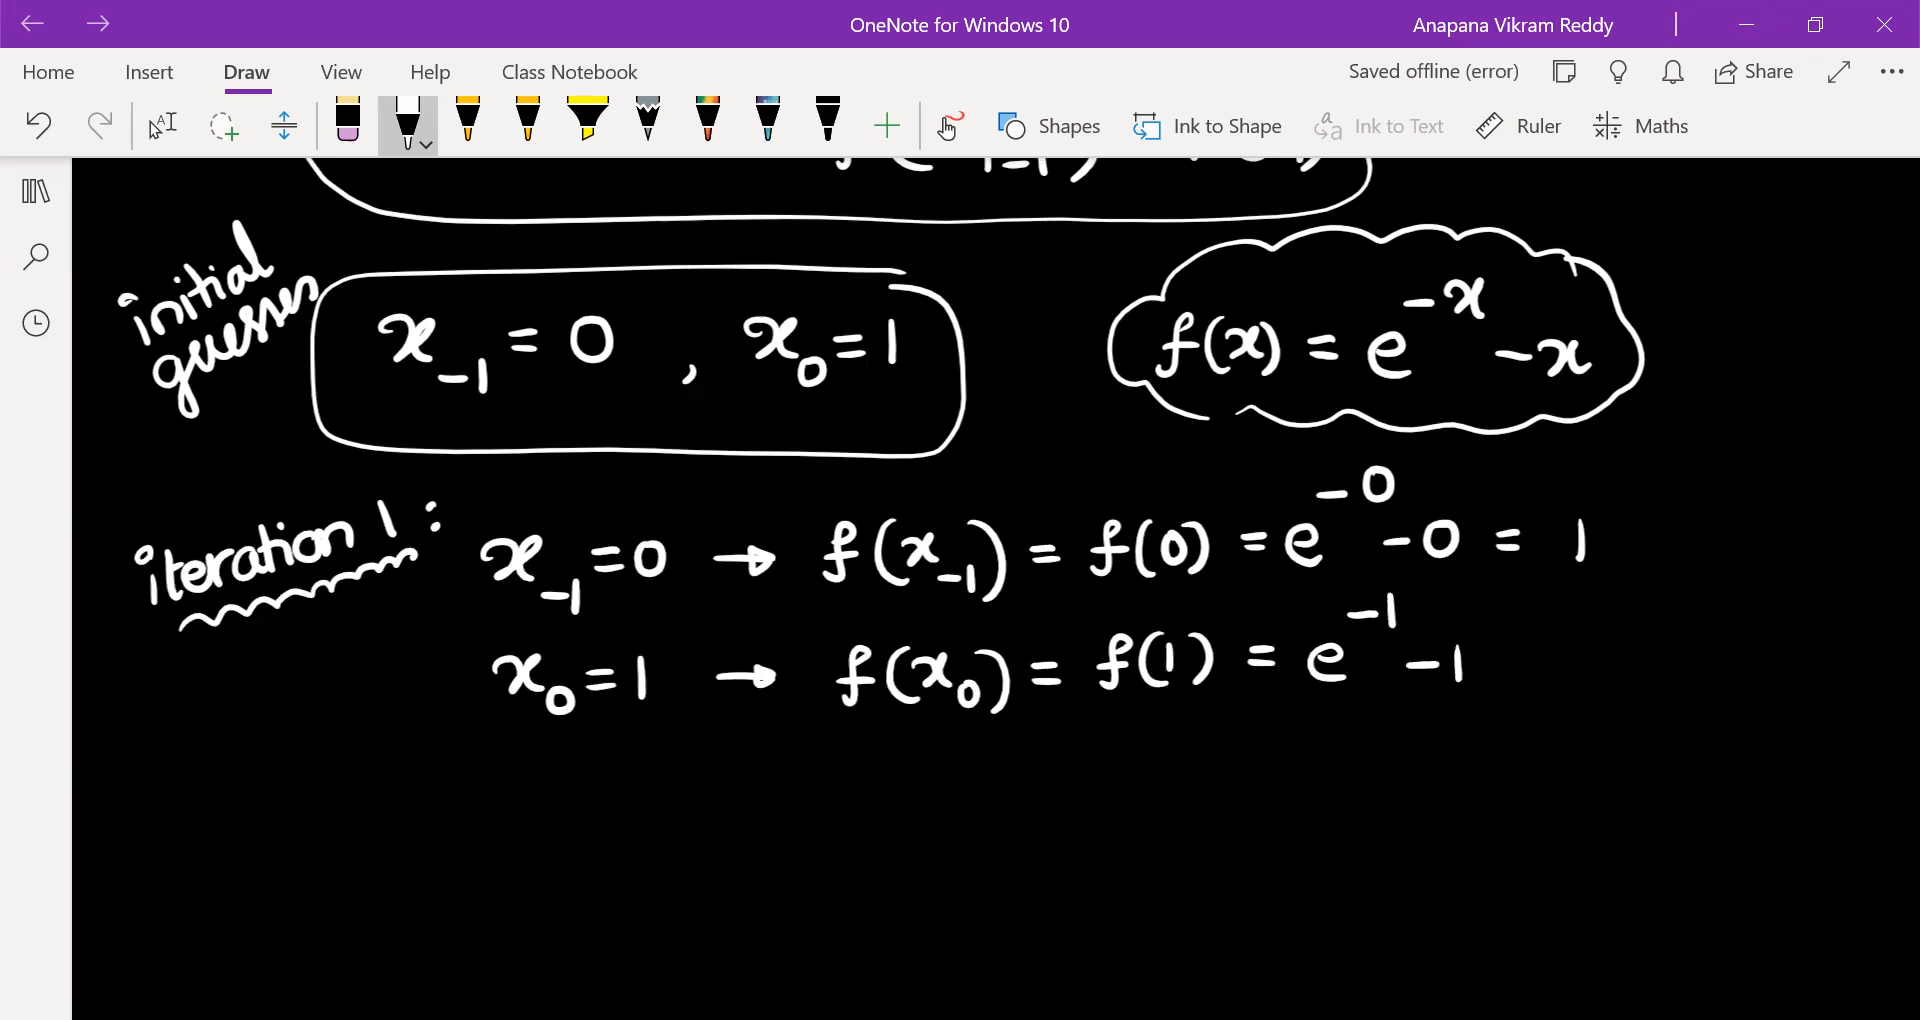 OneNote for Windows 10 Anapana Vikram Reddy
Home Insert Draw View Help Class Notebook Saved offline (error) Share
Shapes Ink to Shape Ink to Text Ruler Maths
initial guesses
x₋₁ = 0 , x₀ = 1
f(x) = e^{-x} - x
iteration 1 : x₋₁ = 0 → f(x₋₁) = f(0) = e^{-0} - 0 = 1
x₀ = 1 → f(x₀) = f(1) = e^{-1} - 1